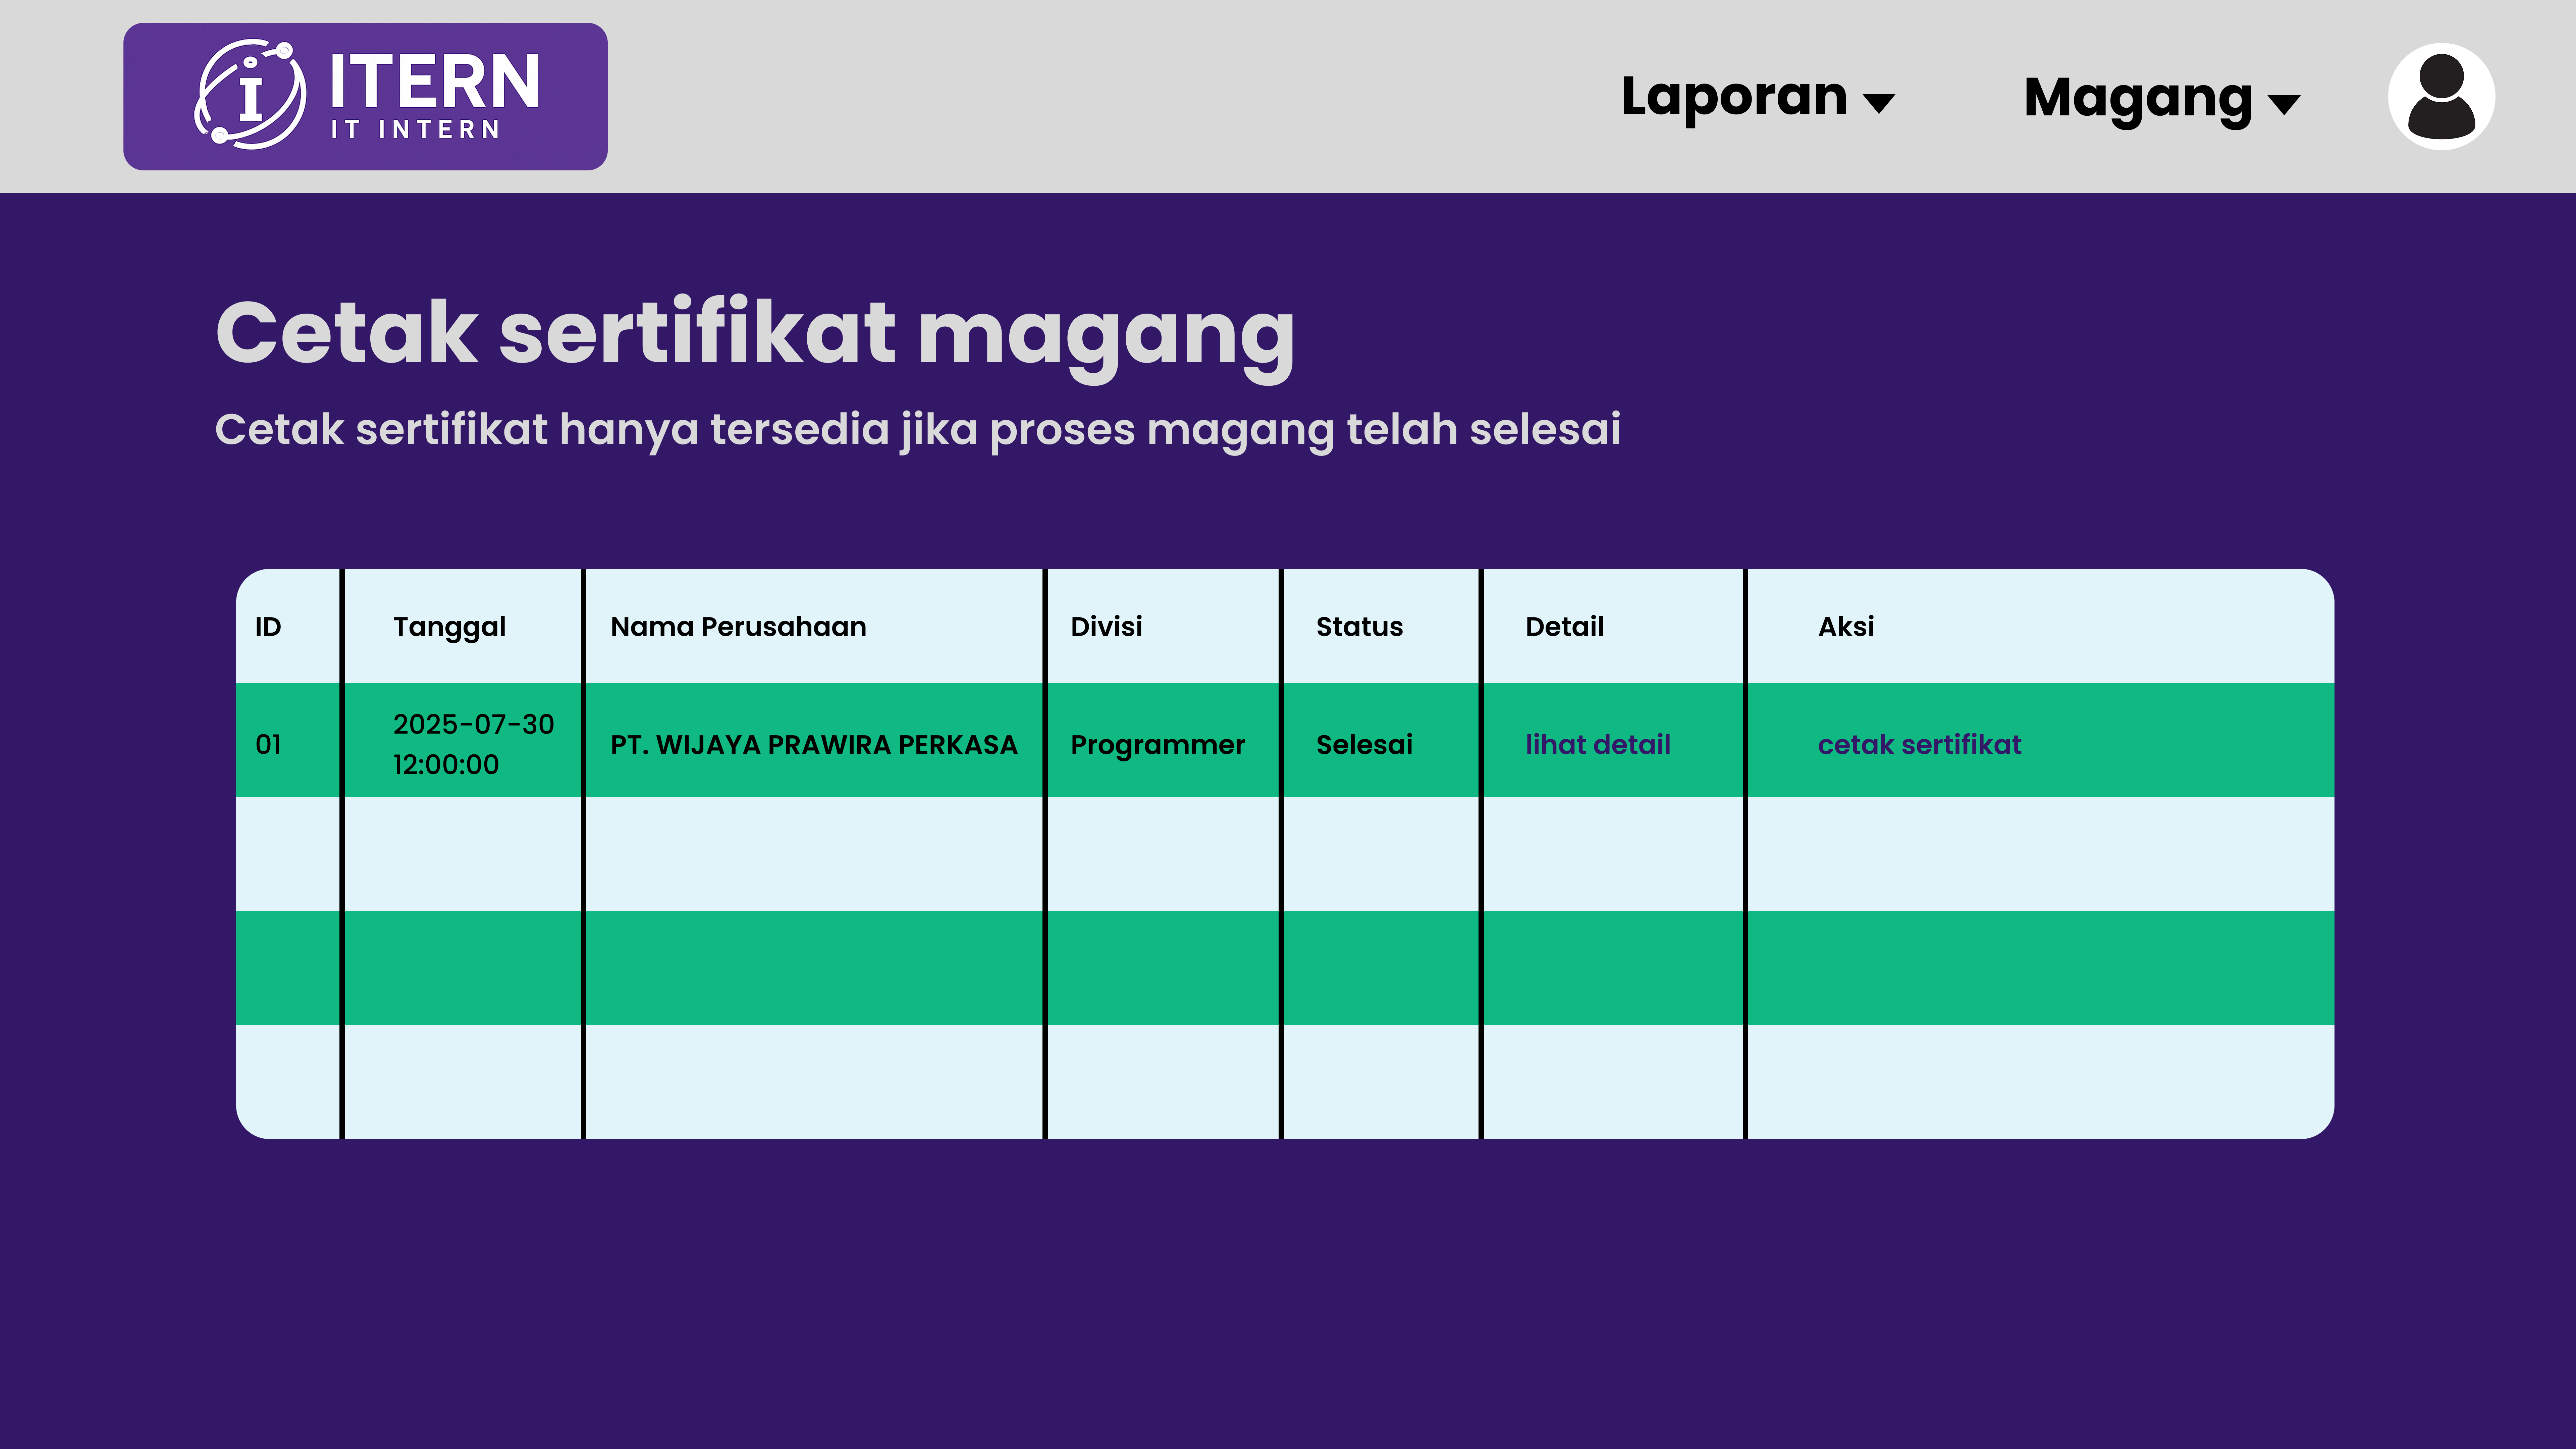 ITERN
IT INTERN
Laporan
Magang
Cetak sertifikat magang
Cetak sertifikat hanya tersedia jika proses magang telah selesai
ID Tanggal Nama Perusahaan Divisi Status Detail Aksi
01 2025-07-30 12:00:00 PT. WIJAYA PRAWIRA PERKASA Programmer Selesai lihat detail cetak sertifikat